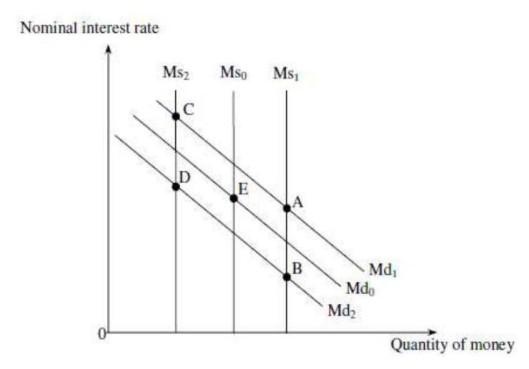 Nominal interest rate
Ms₂ Ms₀ Ms₁
C
D
E
A
B
Md₁
Md₀
Md₂
0
Quantity of money